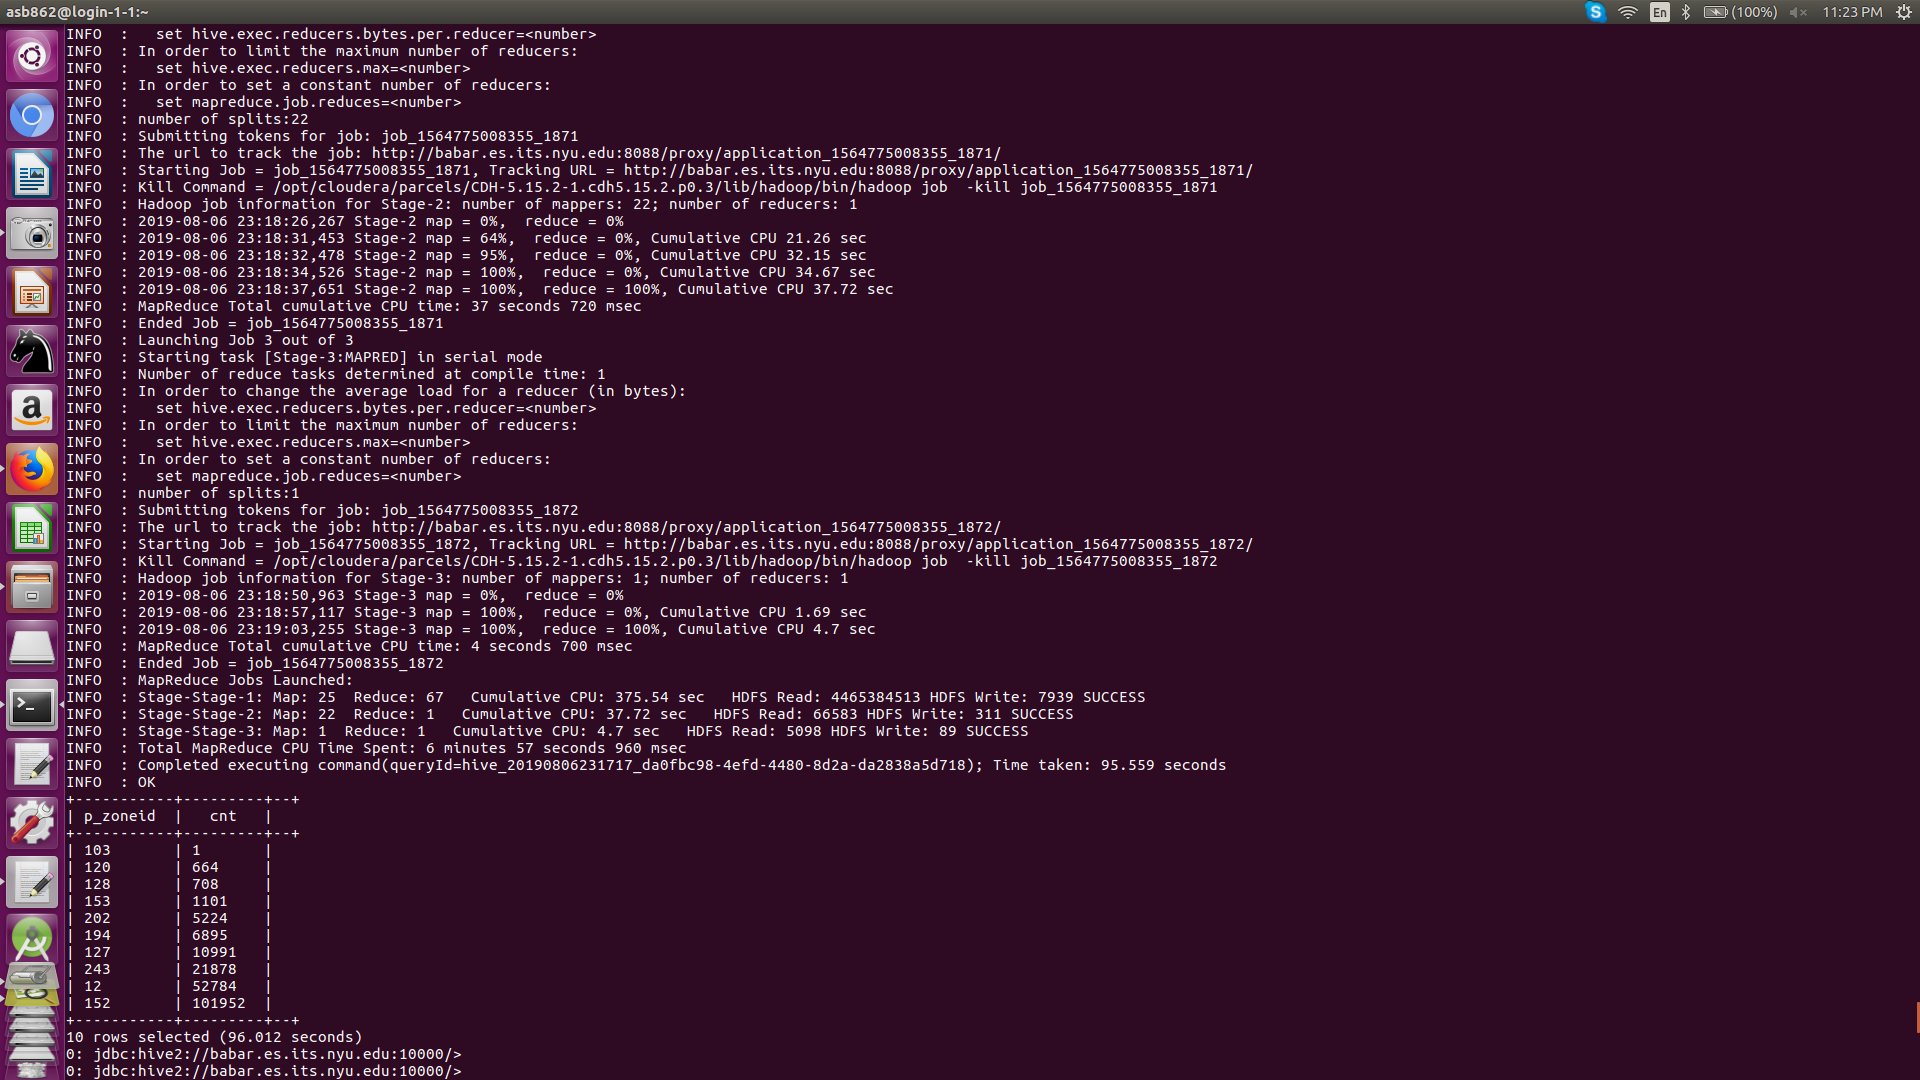 asb862@login-1-1:~ En (100%) 11:23 PM
INFO  :   set hive.exec.reducers.bytes.per.reducer=<number>
INFO  : In order to limit the maximum number of reducers:
INFO  :   set hive.exec.reducers.max=<number>
INFO  : In order to set a constant number of reducers:
INFO  :   set mapreduce.job.reduces=<number>
INFO  : number of splits:22
INFO  : Submitting tokens for job: job_1564775008355_1871
INFO  : The url to track the job: http://babar.es.its.nyu.edu:8088/proxy/application_1564775008355_1871/
INFO  : Starting Job = job_1564775008355_1871, Tracking URL = http://babar.es.its.nyu.edu:8088/proxy/application_1564775008355_1871/
INFO  : Kill Command = /opt/cloudera/parcels/CDH-5.15.2-1.cdh5.15.2.p0.3/lib/hadoop/bin/hadoop job  -kill job_1564775008355_1871
INFO  : Hadoop job information for Stage-2: number of mappers: 22; number of reducers: 1
INFO  : 2019-08-06 23:18:26,267 Stage-2 map = 0%,  reduce = 0%
INFO  : 2019-08-06 23:18:31,453 Stage-2 map = 64%,  reduce = 0%, Cumulative CPU 21.26 sec
INFO  : 2019-08-06 23:18:32,478 Stage-2 map = 95%,  reduce = 0%, Cumulative CPU 32.15 sec
INFO  : 2019-08-06 23:18:34,526 Stage-2 map = 100%,  reduce = 0%, Cumulative CPU 34.67 sec
INFO  : 2019-08-06 23:18:37,651 Stage-2 map = 100%,  reduce = 100%, Cumulative CPU 37.72 sec
INFO  : MapReduce Total cumulative CPU time: 37 seconds 720 msec
INFO  : Ended Job = job_1564775008355_1871
INFO  : Launching Job 3 out of 3
INFO  : Starting task [Stage-3:MAPRED] in serial mode
INFO  : Number of reduce tasks determined at compile time: 1
INFO  : In order to change the average load for a reducer (in bytes):
INFO  :   set hive.exec.reducers.bytes.per.reducer=<number>
INFO  : In order to limit the maximum number of reducers:
INFO  :   set hive.exec.reducers.max=<number>
INFO  : In order to set a constant number of reducers:
INFO  :   set mapreduce.job.reduces=<number>
INFO  : number of splits:1
INFO  : Submitting tokens for job: job_1564775008355_1872
INFO  : The url to track the job: http://babar.es.its.nyu.edu:8088/proxy/application_1564775008355_1872/
INFO  : Starting Job = job_1564775008355_1872, Tracking URL = http://babar.es.its.nyu.edu:8088/proxy/application_1564775008355_1872/
INFO  : Kill Command = /opt/cloudera/parcels/CDH-5.15.2-1.cdh5.15.2.p0.3/lib/hadoop/bin/hadoop job  -kill job_1564775008355_1872
INFO  : Hadoop job information for Stage-3: number of mappers: 1; number of reducers: 1
INFO  : 2019-08-06 23:18:50,963 Stage-3 map = 0%,  reduce = 0%
INFO  : 2019-08-06 23:18:57,117 Stage-3 map = 100%,  reduce = 0%, Cumulative CPU 1.69 sec
INFO  : 2019-08-06 23:19:03,255 Stage-3 map = 100%,  reduce = 100%, Cumulative CPU 4.7 sec
INFO  : MapReduce Total cumulative CPU time: 4 seconds 700 msec
INFO  : Ended Job = job_1564775008355_1872
INFO  : MapReduce Jobs Launched:
INFO  : Stage-Stage-1: Map: 25  Reduce: 67   Cumulative CPU: 375.54 sec   HDFS Read: 4465384513 HDFS Write: 7939 SUCCESS
INFO  : Stage-Stage-2: Map: 22  Reduce: 1   Cumulative CPU: 37.72 sec   HDFS Read: 66583 HDFS Write: 311 SUCCESS
INFO  : Stage-Stage-3: Map: 1  Reduce: 1   Cumulative CPU: 4.7 sec   HDFS Read: 5098 HDFS Write: 89 SUCCESS
INFO  : Total MapReduce CPU Time Spent: 6 minutes 57 seconds 960 msec
INFO  : Completed executing command(queryId=hive_20190806231717_da0fbc98-4efd-4480-8d2a-da2838a5d718); Time taken: 95.559 seconds
INFO  : OK
+-----------+---------+--+
| p_zoneid  |   cnt   |
+-----------+---------+--+
| 103       | 1       |
| 120       | 664     |
| 128       | 708     |
| 153       | 1101    |
| 202       | 5224    |
| 194       | 6895    |
| 127       | 10991   |
| 243       | 21878   |
| 12        | 52784   |
| 152       | 101952  |
+-----------+---------+--+
10 rows selected (96.012 seconds)
0: jdbc:hive2://babar.es.its.nyu.edu:10000/>
0: jdbc:hive2://babar.es.its.nyu.edu:10000/>